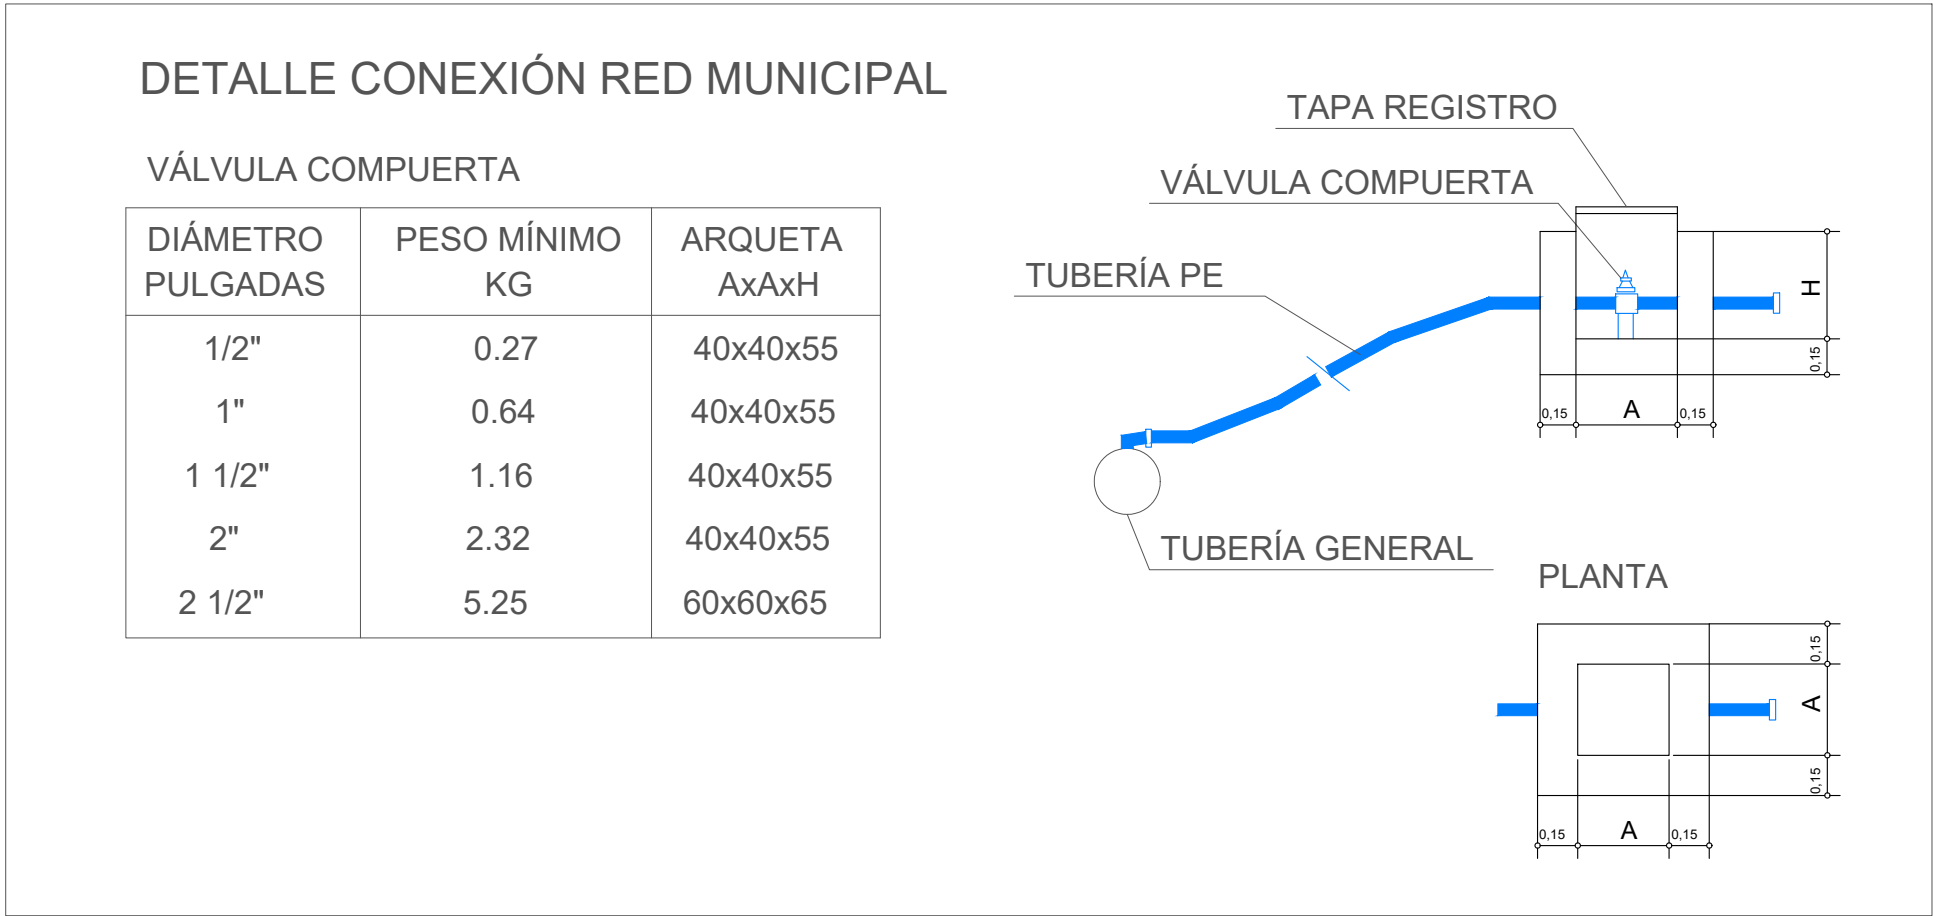 DETALLE CONEXIÓN RED MUNICIPAL
VÁLVULA COMPUERTA
DIÁMETRO PULGADAS PESO MÍNIMO KG ARQUETA AxAxH
1/2" 0.27 40x40x55
1" 0.64 40x40x55
1 1/2" 1.16 40x40x55
2" 2.32 40x40x55
2 1/2" 5.25 60x60x65
TAPA REGISTRO
VÁLVULA COMPUERTA
TUBERÍA PE
H
0,15
0,15 A 0,15
TUBERÍA GENERAL
PLANTA
0,15
A
0,15
0,15 A 0,15